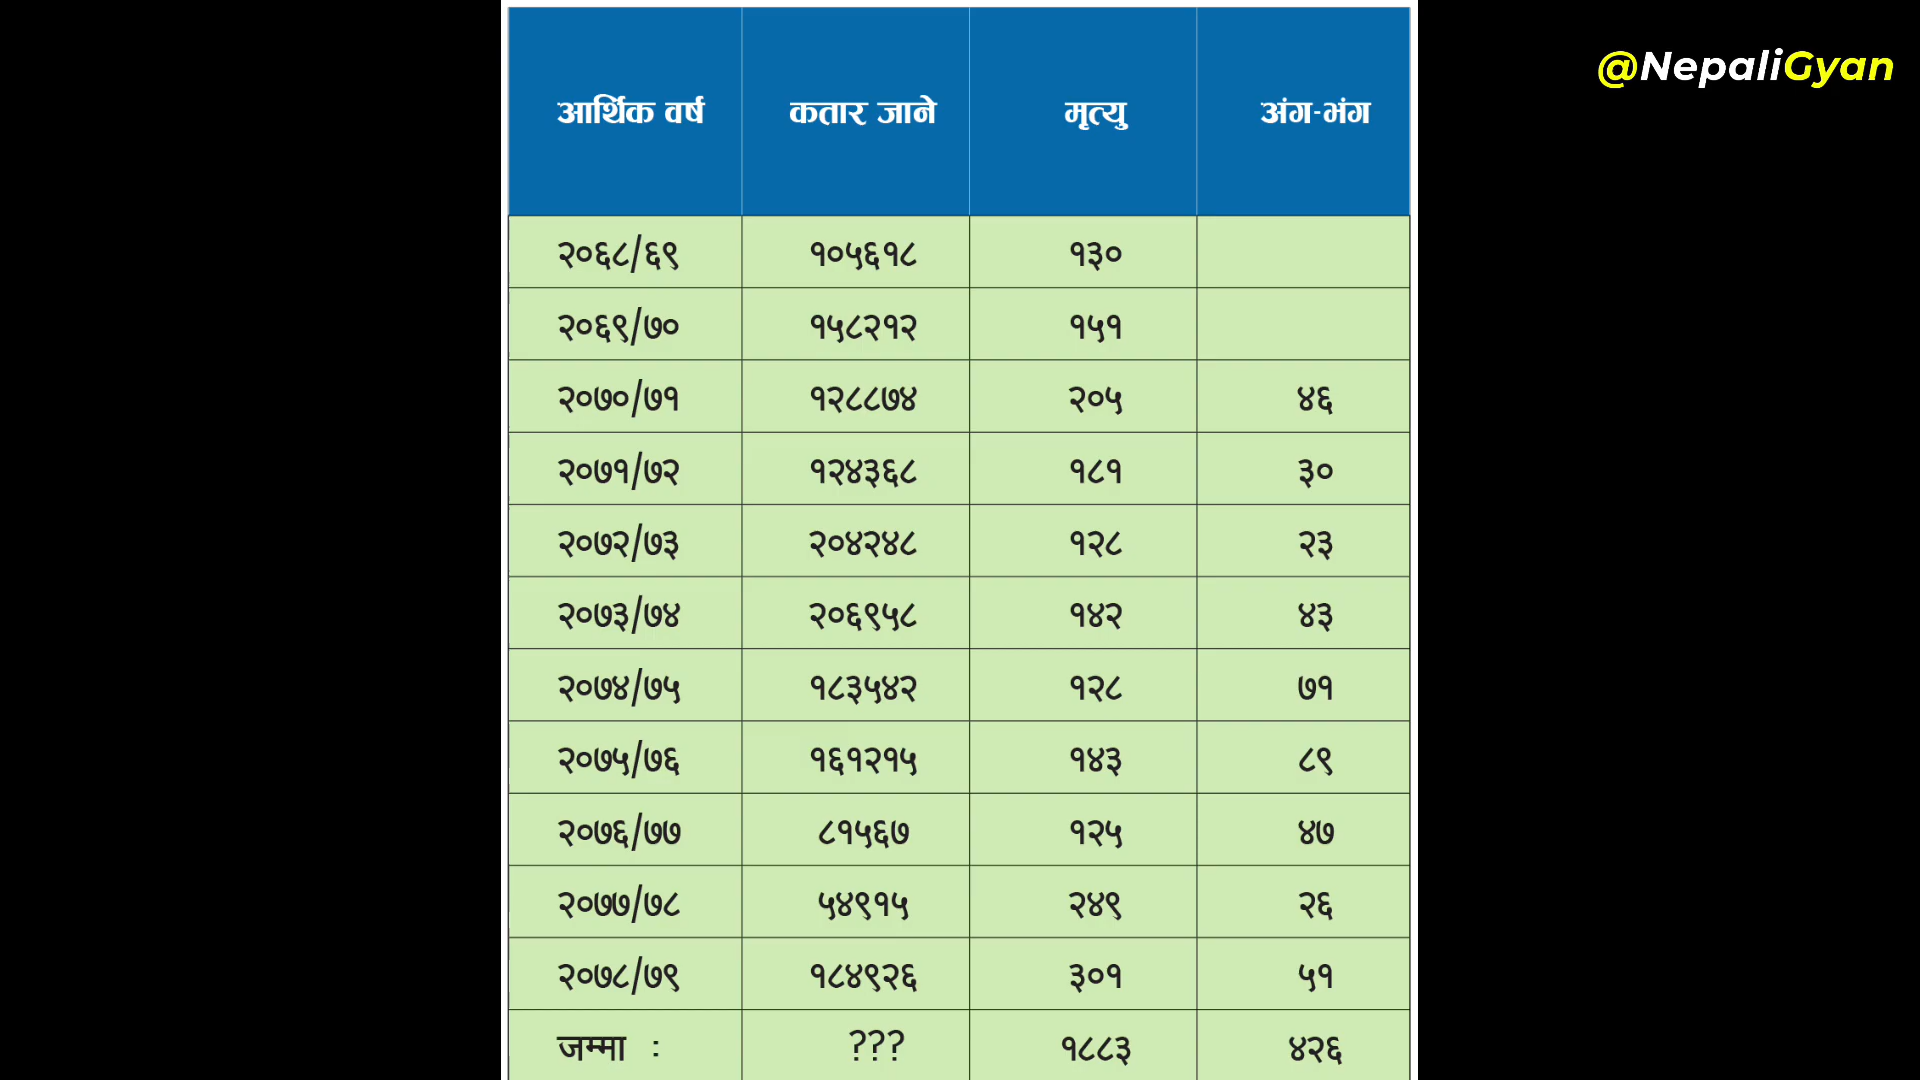 @NepaliGyan
आर्थिक वर्ष कतार जाने मृत्यु अंग-भंग
२०६८/६९ १०५६१८ १३०
२०६९/७० १५८२१२ १५१
२०७०/७१ १२८८७४ २०५ ४६
२०७१/७२ १२४३६८ १८१ ३०
२०७२/७३ २०४२४८ १२८ २३
२०७३/७४ २०६९५८ १४२ ४३
२०७४/७५ १८३५४२ १२८ ७१
२०७५/७६ १६१२१५ १४३ ८९
२०७६/७७ ८१५६७ १२५ ४७
२०७७/७८ ५४९१५ २४९ २६
२०७८/७९ १८४९२६ ३०१ ५१
जम्मा : ??? १८८३ ४२६